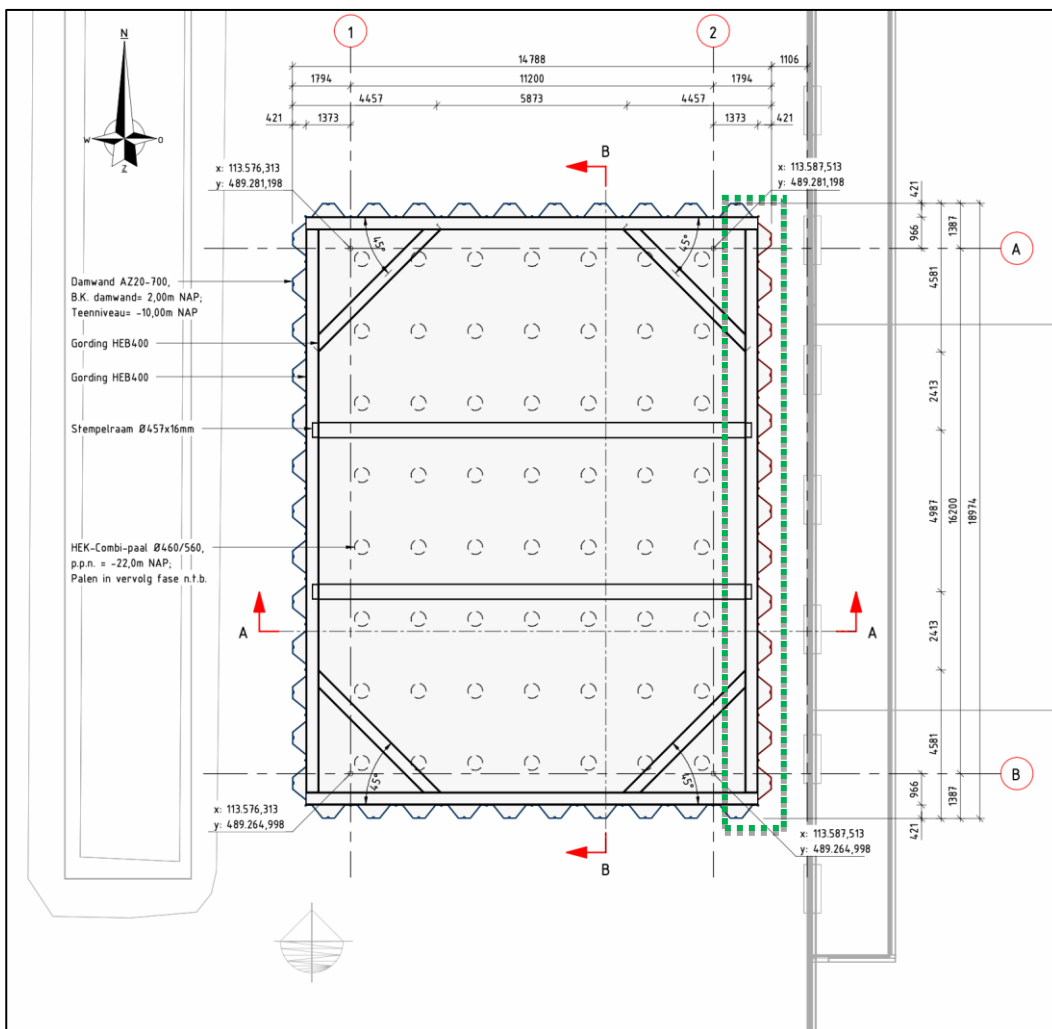 1
2
N
W
O
Z
14788
1106
1794
11200
1794
4457
5873
4457
421
1373
1373
421
B
x: 113.576,313
y: 489.281,198
x: 113.587,513
y: 489.281,198
421
966
1387
A
45°
45°
Damwand AZ20-700,
B.K. damwand= 2,00m NAP;
Teenniveau= -10,00m NAP
4581
Gording HEB400
Gording HEB400
2413
Stempelraam Ø457x16mm
4987
16200
18974
HEK-Combi-paal Ø460/560,
p.p.n. = -22,0m NAP;
Palen in vervolg fase n.t.b.
A
A
2413
4581
45°
45°
B
966
1387
421
x: 113.576,313
y: 489.264,998
x: 113.587,513
y: 489.264,998
B